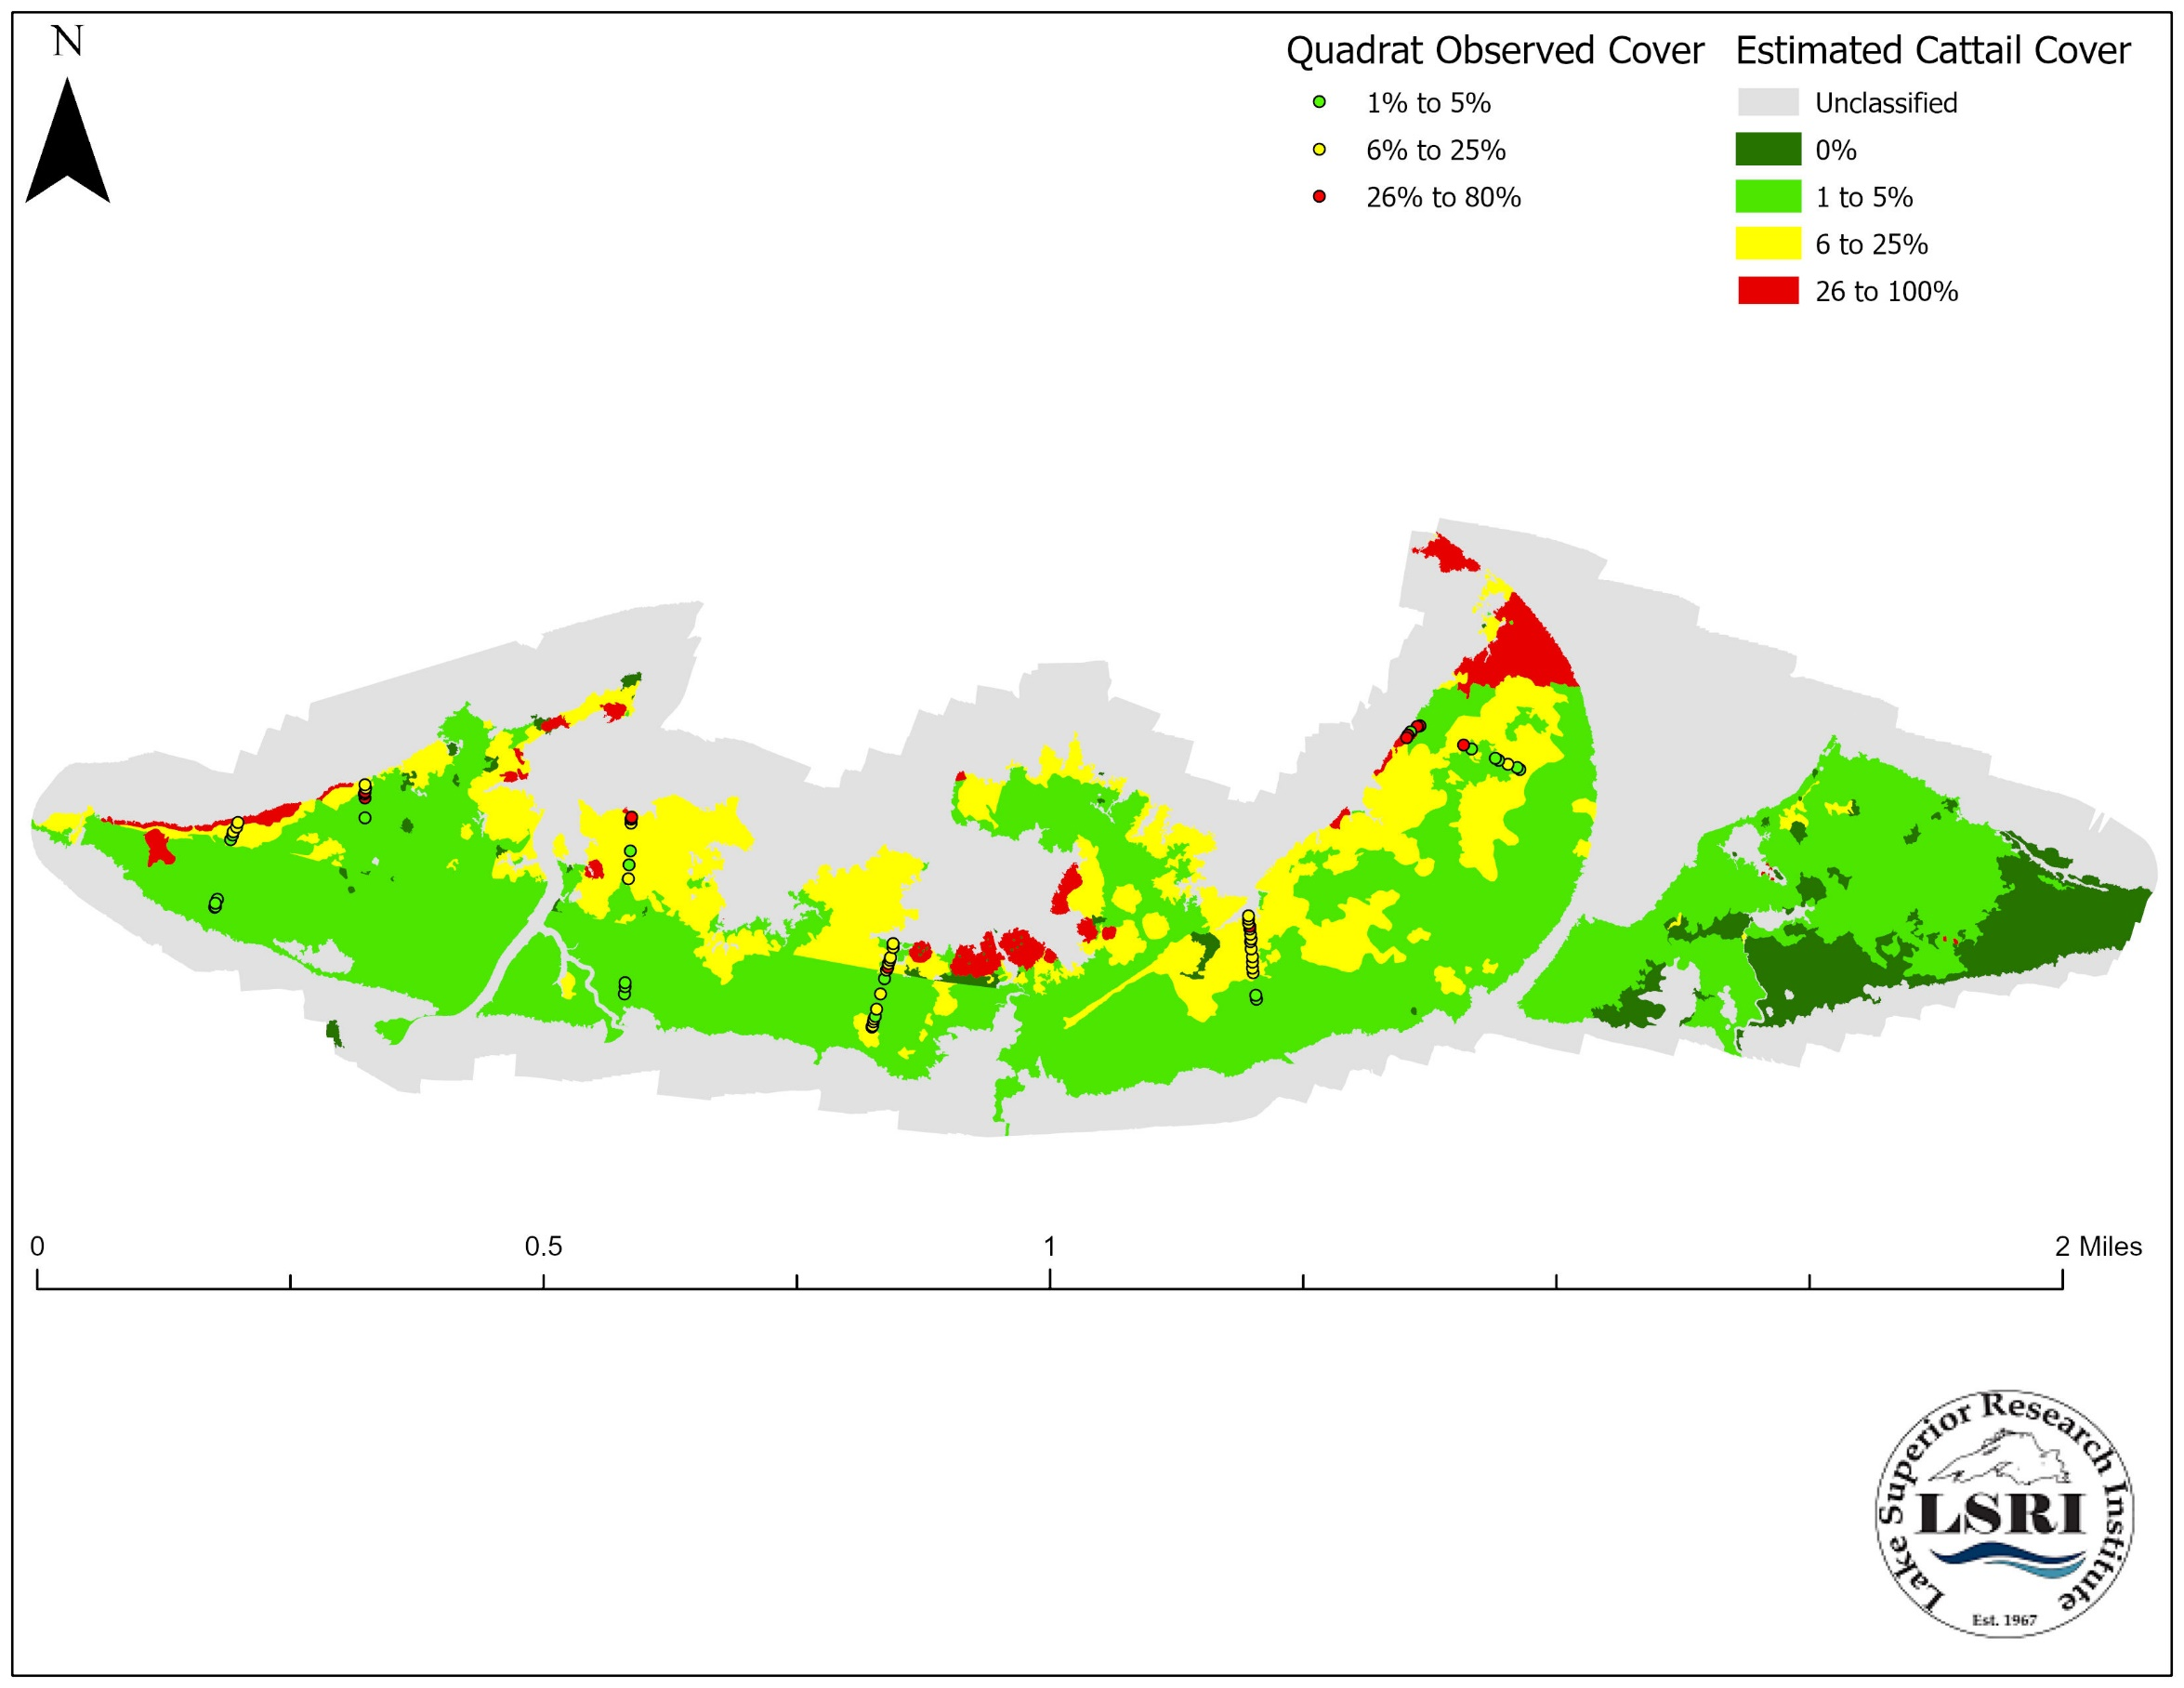 N
Quadrat Observed Cover
1% to 5%
6% to 25%
26% to 80%
Estimated Cattail Cover
Unclassified
0%
1 to 5%
6 to 25%
26 to 100%
0 0.5 1 2 Miles
Lake Superior Research Institute
LSRI
Est. 1967